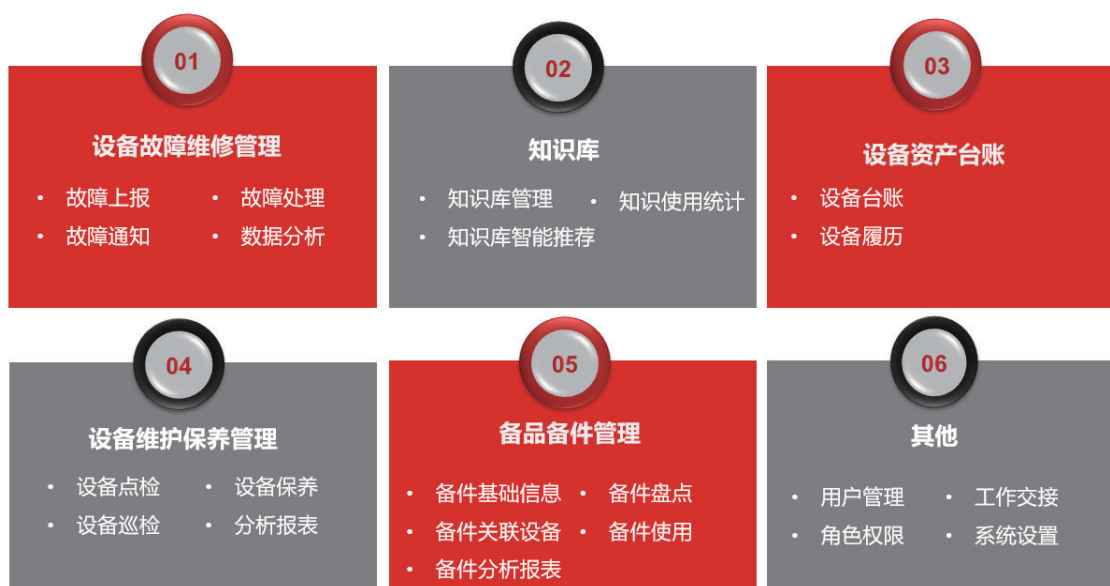 01
设备故障维修管理
• 故障上报 • 故障处理
• 故障通知 • 数据分析
02
知识库
• 知识库管理 • 知识使用统计
• 知识库智能推荐
03
设备资产台账
• 设备台账
• 设备履历
04
设备维护保养管理
• 设备点检 • 设备保养
• 设备巡检 • 分析报表
05
备品备件管理
• 备件基础信息 • 备件盘点
• 备件关联设备 • 备件使用
• 备件分析报表
06
其他
• 用户管理 • 工作交接
• 角色权限 • 系统设置